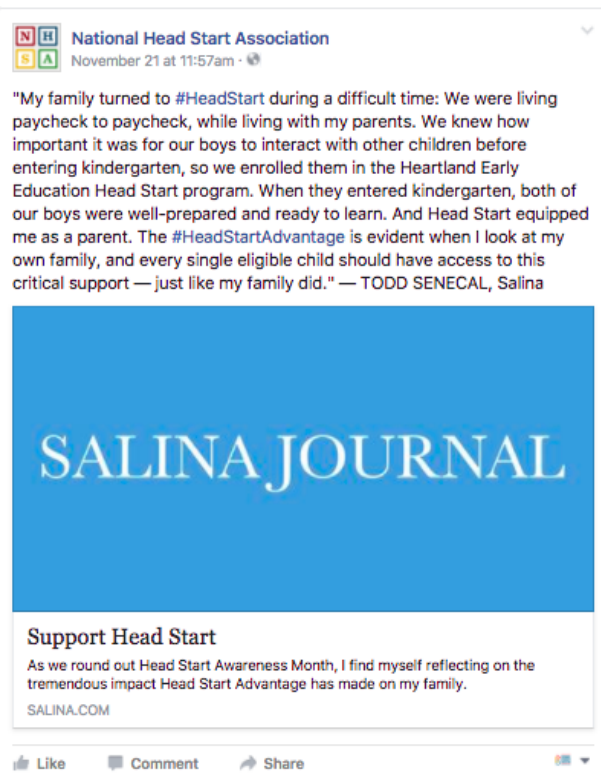 N H
S A
National Head Start Association
November 21 at 11:57am ·
"My family turned to #HeadStart during a difficult time: We were living
paycheck to paycheck, while living with my parents. We knew how
important it was for our boys to interact with other children before
entering kindergarten, so we enrolled them in the Heartland Early
Education Head Start program. When they entered kindergarten, both of
our boys were well-prepared and ready to learn. And Head Start equipped
me as a parent. The #HeadStartAdvantage is evident when I look at my
own family, and every single eligible child should have access to this
critical support — just like my family did." — TODD SENECAL, Salina
SALINA JOURNAL
Support Head Start
As we round out Head Start Awareness Month, I find myself reflecting on the
tremendous impact Head Start Advantage has made on my family.
SALINA.COM
Like Comment Share